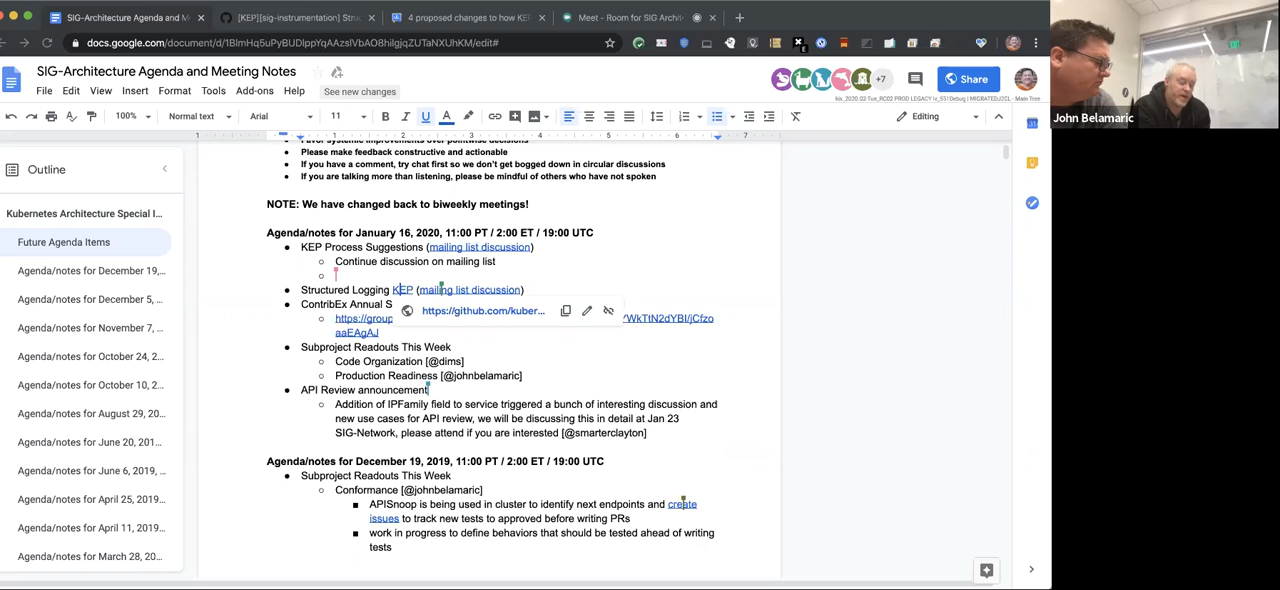 SIG-Architecture Agenda and M
[KEP][sig-instrumentation] Struc
4 proposed changes to how KEP
Meet - Room for SIG Archite
docs.google.com/document/d/1BlmHq5uPyBUDlppYqAAzslVbAO8hilgjqZUTaNXUhKM/edit#
SIG-Architecture Agenda and Meeting Notes
+7
Share
File Edit View Insert Format Tools Add-ons Help See new changes
100% Normal text Arial 11 B I U A Editing
1 1 2 3 4 5 6 7
Outline
Kubernetes Architecture Special I...
Future Agenda Items
Agenda/notes for December 19,...
Agenda/notes for December 5, ...
Agenda/notes for November 7, ...
Agenda/notes for October 24, 2...
Agenda/notes for October 10, 2...
Agenda/notes for August 29, 20...
Agenda/notes for June 20, 201...
Agenda/notes for June 6, 2019,...
Agenda/notes for April 25, 2019...
Agenda/notes for April 11, 2019...
Agenda/notes for March 28, 20...
Please make feedback constructive and actionable
If you have a comment, try chat first so we don't get bogged down in circular discussions
If you are talking more than listening, please be mindful of others who have not spoken
NOTE: We have changed back to biweekly meetings!
Agenda/notes for January 16, 2020, 11:00 PT / 2:00 ET / 19:00 UTC
KEP Process Suggestions (mailing list discussion)
Continue discussion on mailing list
Structured Logging KEP (mailing list discussion)
ContribEx Annual S
https://github.com/kuber...
https://group
YWkTtN2dYBI/jCfzo
aaEAgAJ
Subproject Readouts This Week
Code Organization [@dims]
Production Readiness [@johnbelamaric]
API Review announcement
Addition of IPFamily field to service triggered a bunch of interesting discussion and
new use cases for API review, we will be discussing this in detail at Jan 23
SIG-Network, please attend if you are interested [@smarterclayton]
Agenda/notes for December 19, 2019, 11:00 PT / 2:00 ET / 19:00 UTC
Subproject Readouts This Week
Conformance [@johnbelamaric]
APISnoop is being used in cluster to identify next endpoints and create
issues to track new tests to approved before writing PRs
work in progress to define behaviors that should be tested ahead of writing
tests
John Belamaric